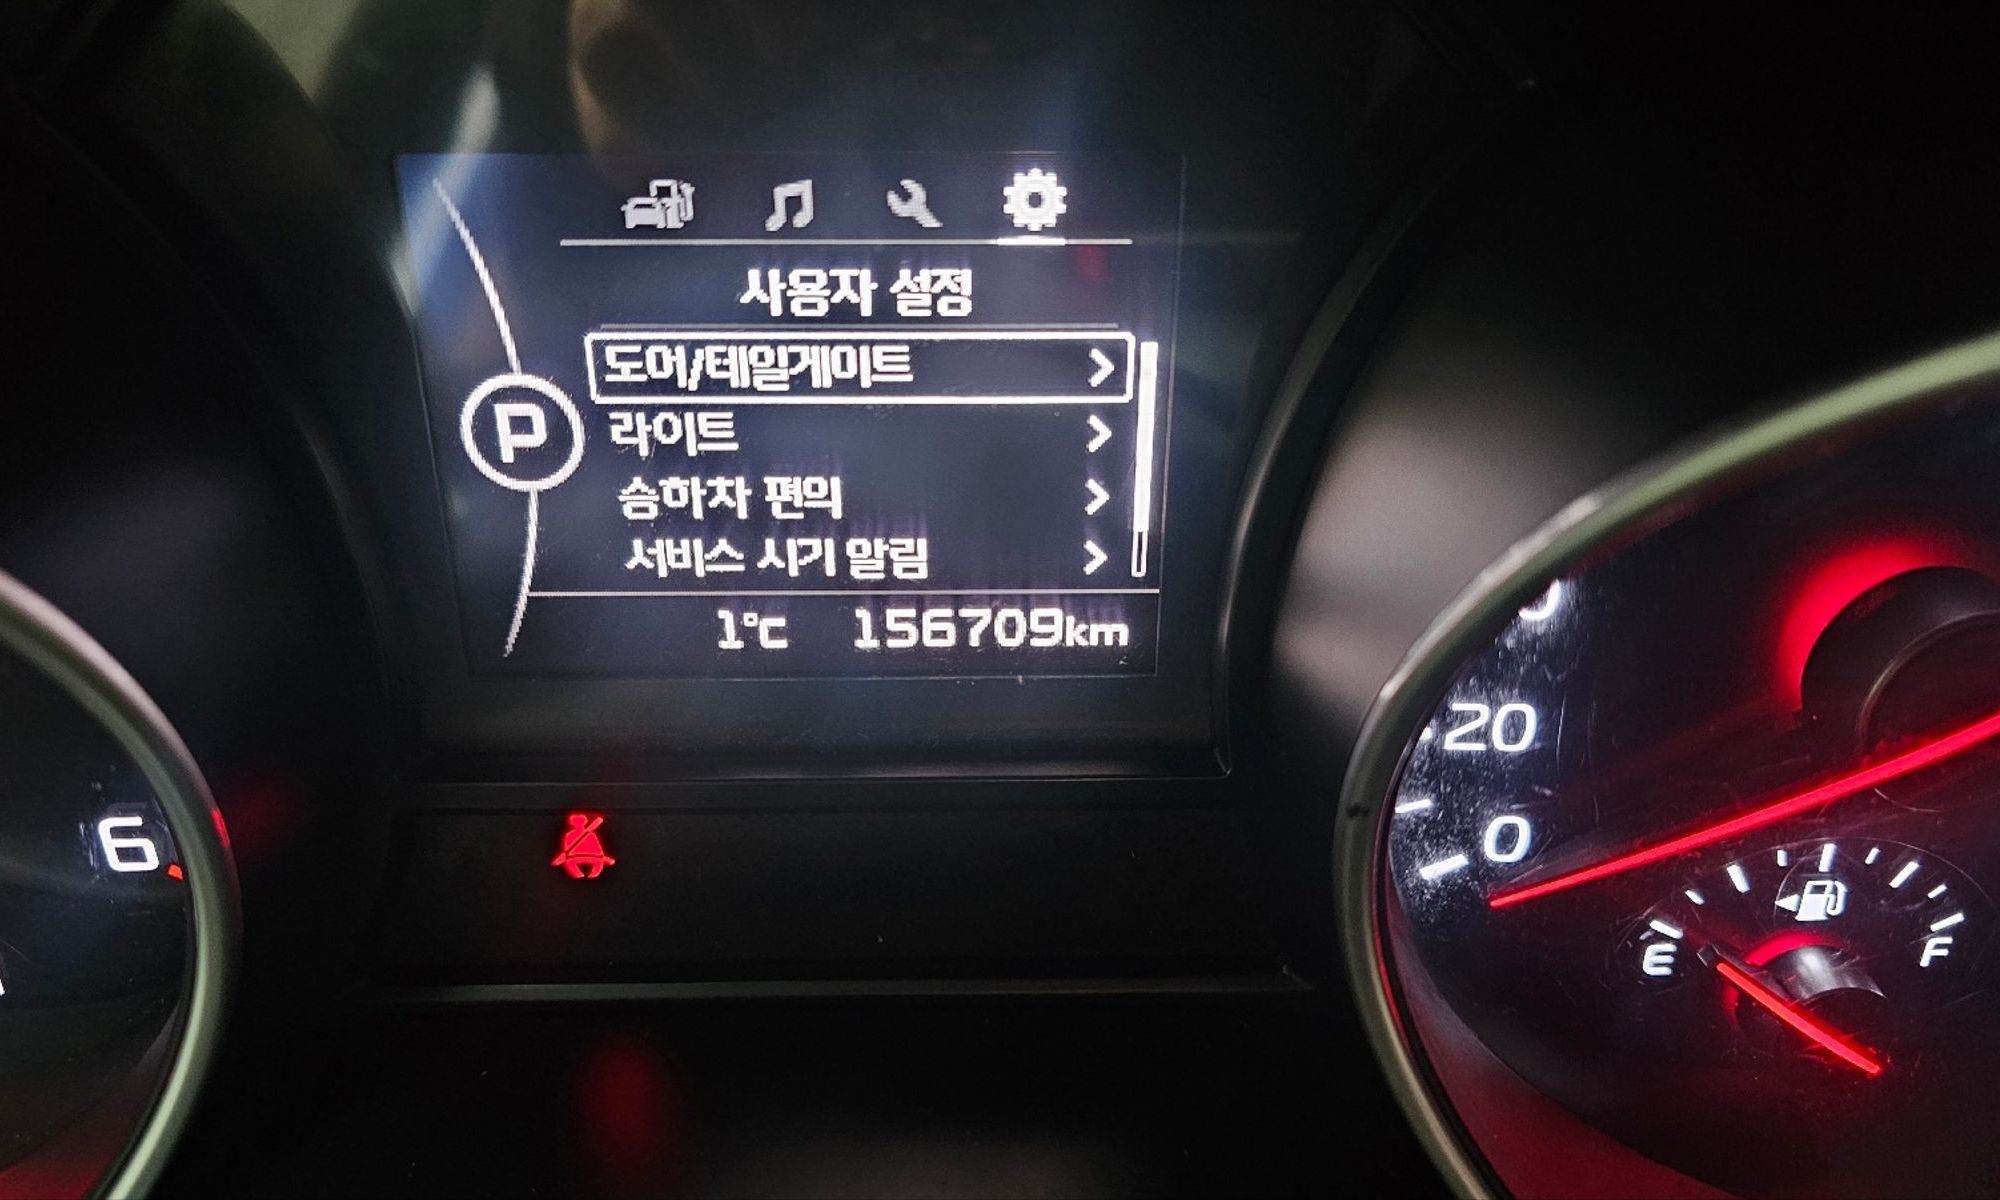 사용자 설정
도어/테일게이트
라이트
P
승하차 편의
서비스 시기 알림
1°C 156709km
20
0
6
E F